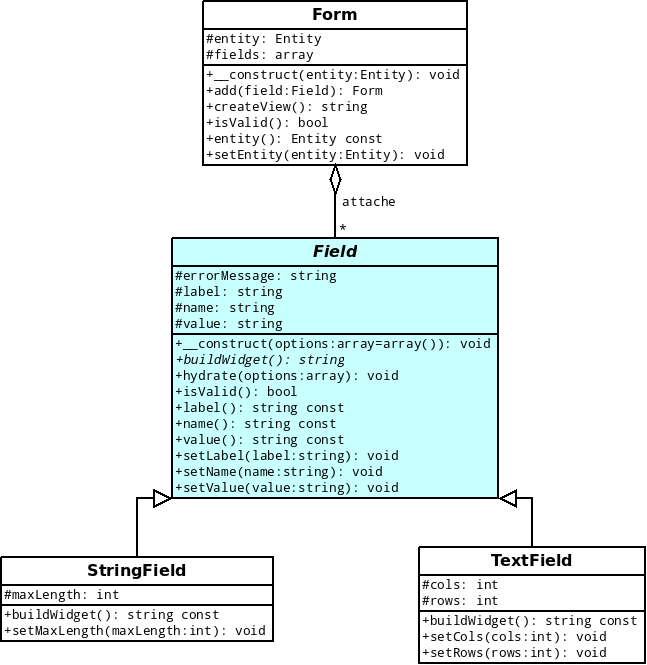 Form
#entity: Entity
#fields: array
+__construct(entity:Entity): void
+add(field:Field): Form
+createView(): string
+isValid(): bool
+entity(): Entity const
+setEntity(entity:Entity): void
attache
*
Field
#errorMessage: string
#label: string
#name: string
#value: string
+__construct(options:array=array()): void
+buildWidget(): string
+hydrate(options:array): void
+isValid(): bool
+label(): string const
+name(): string const
+value(): string const
+setLabel(label:string): void
+setName(name:string): void
+setValue(value:string): void
StringField
#maxLength: int
+buildWidget(): string const
+setMaxLength(maxLength:int): void
TextField
#cols: int
#rows: int
+buildWidget(): string const
+setCols(cols:int): void
+setRows(rows:int): void